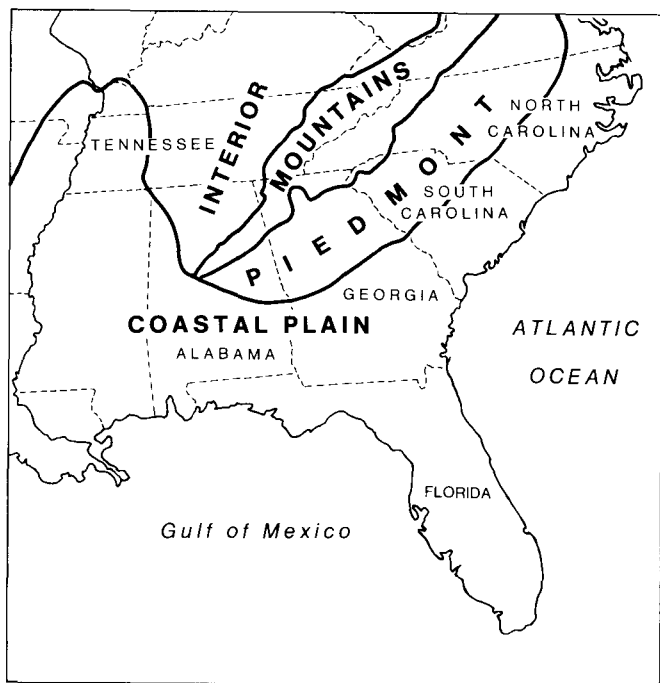 INTERIOR
MOUNTAINS
PIEDMONT
TENNESSEE
NORTH
CAROLINA
SOUTH
CAROLINA
GEORGIA
COASTAL PLAIN
ALABAMA
ATLANTIC
OCEAN
FLORIDA
Gulf of Mexico